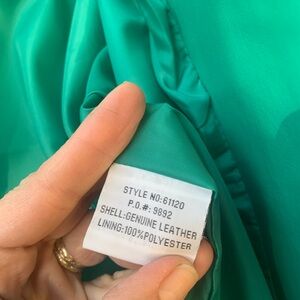 STYLE NO:61120
P.O.#: 9892
SHELL:GENUINE LEATHER
LINING:100%POLYESTER